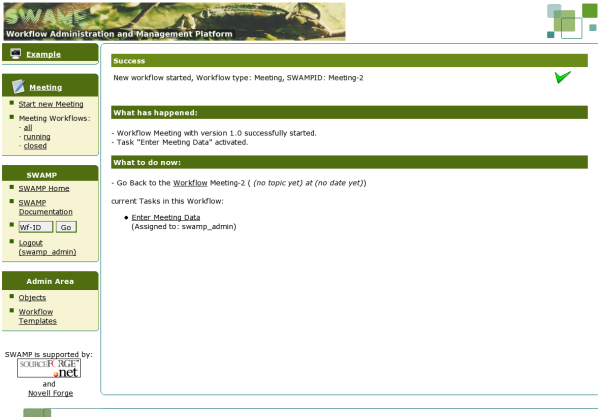 SWAMP
Workflow Administration and Management Platform
Example
Meeting
Start new Meeting
Meeting Workflows:
- all
- running
- closed
SWAMP
SWAMP Home
SWAMP
Documentation
Wf-ID Go
Logout
(swamp_admin)
Admin Area
Objects
Workflow
Templates
SWAMP is supported by:
SOURCEFORGE™
.net
and
Novell Forge
Success
New workflow started, Workflow type: Meeting, SWAMPID: Meeting-2
What has happened:
- Workflow Meeting with version 1.0 successfully started.
- Task "Enter Meeting Data" activated.
What to do now:
- Go Back to the Workflow Meeting-2 ( (no topic yet) at (no date yet))
current Tasks in this Workflow:
Enter Meeting Data
(Assigned to: swamp_admin)